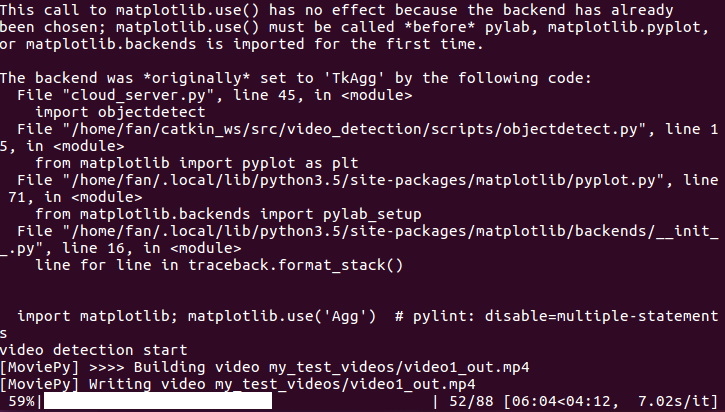 This call to matplotlib.use() has no effect because the backend has already
been chosen; matplotlib.use() must be called *before* pylab, matplotlib.pyplot,
or matplotlib.backends is imported for the first time.
The backend was *originally* set to 'TkAgg' by the following code:
File "cloud_server.py", line 45, in <module>
import objectdetect
File "/home/fan/catkin_ws/src/video_detection/scripts/objectdetect.py", line 1
5, in <module>
from matplotlib import pyplot as plt
File "/home/fan/.local/lib/python3.5/site-packages/matplotlib/pyplot.py", line
71, in <module>
from matplotlib.backends import pylab_setup
File "/home/fan/.local/lib/python3.5/site-packages/matplotlib/backends/__init_
_.py", line 16, in <module>
line for line in traceback.format_stack()
import matplotlib; matplotlib.use('Agg')  # pylint: disable=multiple-statement
s
video detection start
[MoviePy] >>>> Building video my_test_videos/video1_out.mp4
[MoviePy] Writing video my_test_videos/video1_out.mp4
59%| | 52/88 [06:04<04:12,  7.02s/it]